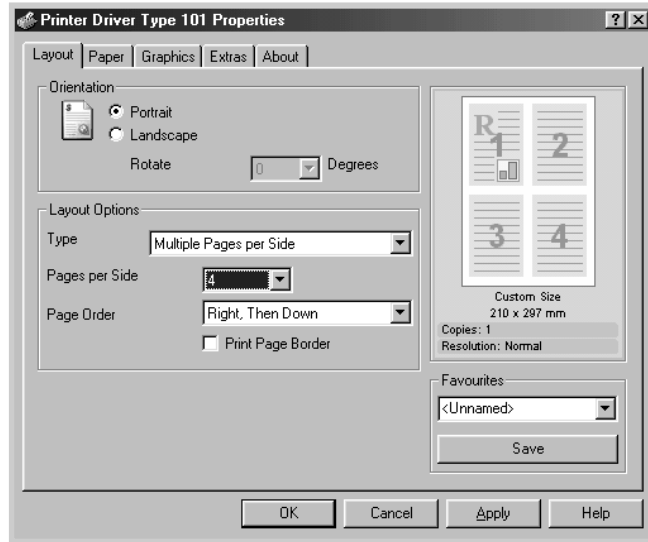 Printer Driver Type 101 Properties
Layout Paper Graphics Extras About
Orientation
Portrait
Landscape
Rotate 0 Degrees
Layout Options
Type Multiple Pages per Side
Pages per Side 4
Page Order Right, Then Down
Print Page Border
R
1 2
3 4
Custom Size
210 x 297 mm
Copies: 1
Resolution: Normal
Favourites
<Unnamed>
Save
OK Cancel Apply Help